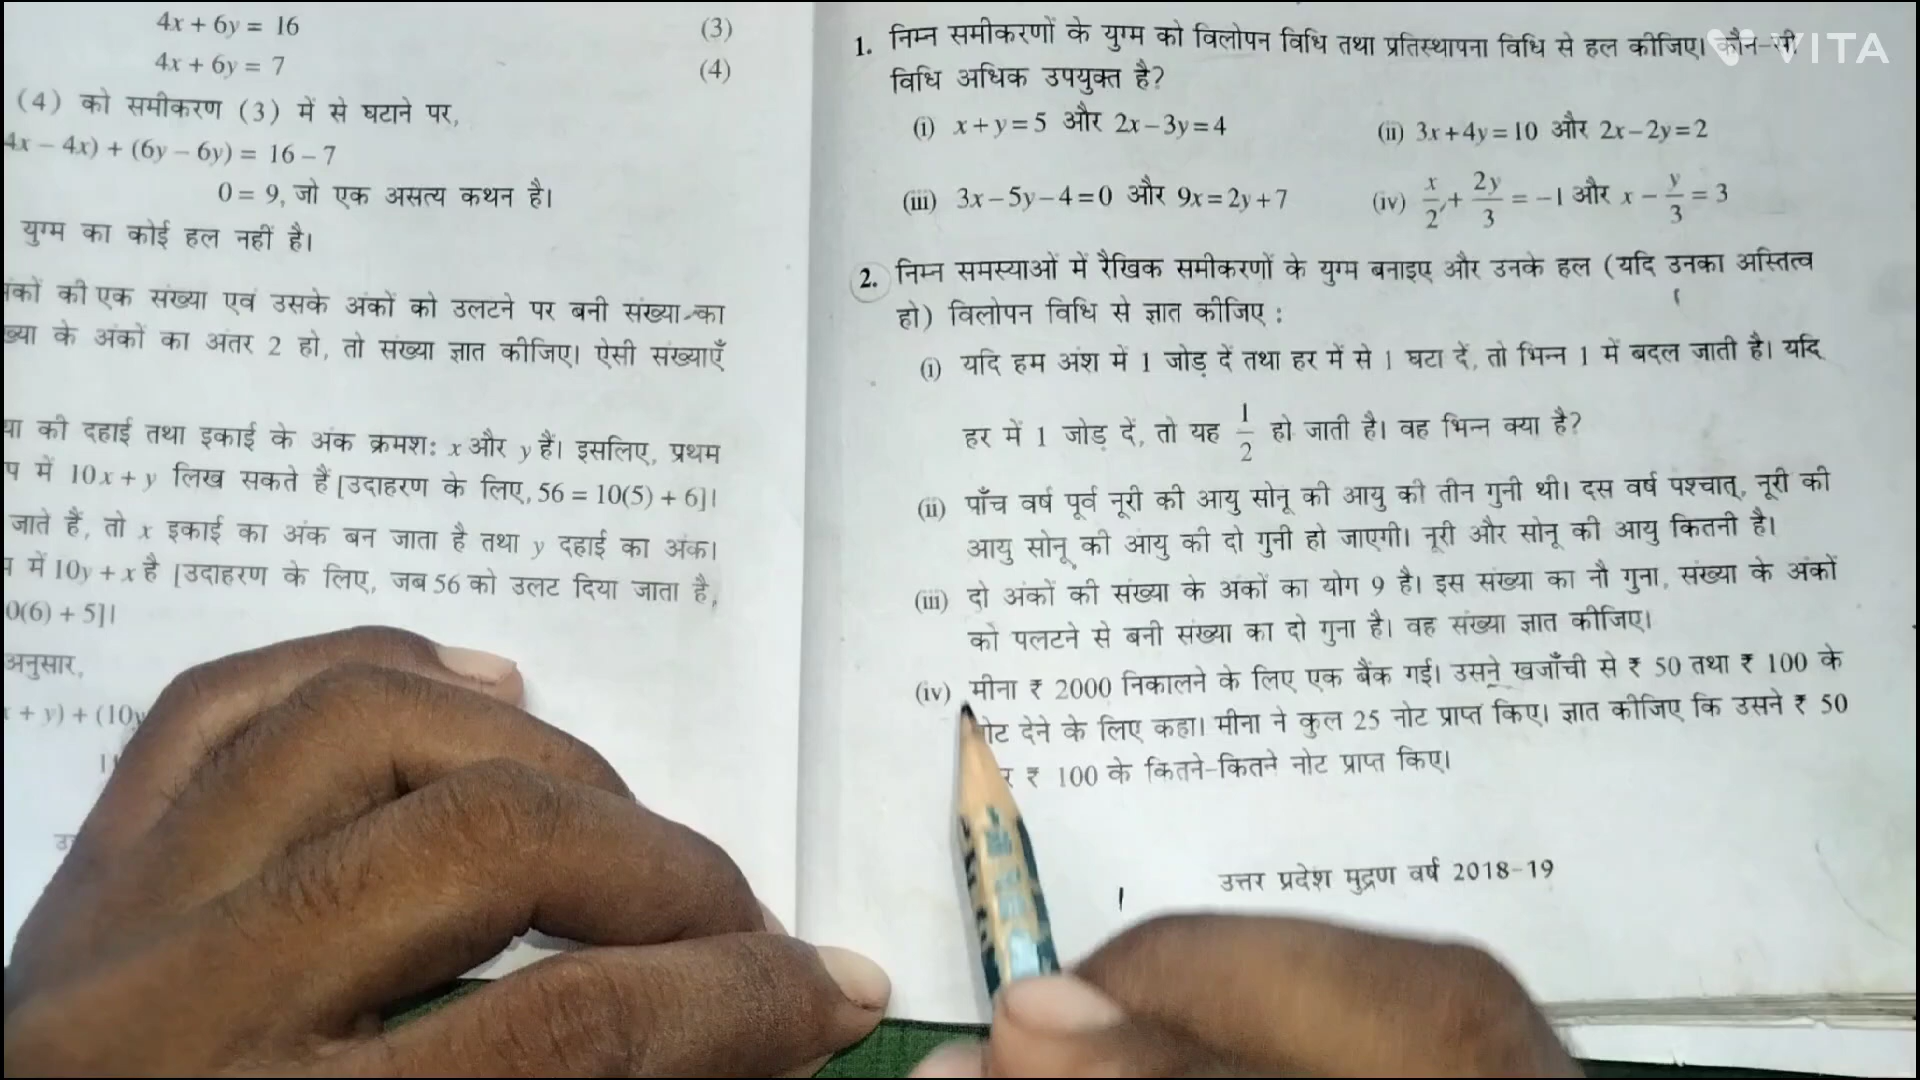 4x + 6y = 16 (3)
4x + 6y = 7 (4)
(4) को समीकरण (3) में से घटाने पर,
4x – 4x) + (6y – 6y) = 16 – 7
0 = 9, जो एक असत्य कथन है।
युग्म का कोई हल नहीं है।
की एक संख्या एवं उसके अंकों को उलटने पर बनी संख्या का
के अंकों का अंतर 2 हो, तो संख्या ज्ञात कीजिए। ऐसी संख्याएँ
की दहाई तथा इकाई के अंक क्रमश: x और y हैं। इसलिए, प्रथम
में 10x + y लिख सकते हैं [उदाहरण के लिए, 56 = 10(5) + 6]।
जाते हैं, तो x इकाई का अंक बन जाता है तथा y दहाई का अंक।
में 10y + x है [उदाहरण के लिए, जब 56 को उलट दिया जाता है,
0(6) + 5]।
अनुसार,
+ y) + (10y
VITA
1. निम्न समीकरणों के युग्म को विलोपन विधि तथा प्रतिस्थापना विधि से हल कीजिए। कौन-सी
विधि अधिक उपयुक्त है?
(i) x + y = 5 और 2x – 3y = 4 (ii) 3x + 4y = 10 और 2x – 2y = 2
(iii) 3x – 5y – 4 = 0 और 9x = 2y + 7 (iv) x/2 + 2y/3 = –1 और x – y/3 = 3
2. निम्न समस्याओं में रैखिक समीकरणों के युग्म बनाइए और उनके हल (यदि उनका अस्तित्व
हो) विलोपन विधि से ज्ञात कीजिए :
(i) यदि हम अंश में 1 जोड़ दें तथा हर में से 1 घटा दें, तो भिन्न 1 में बदल जाती है। यदि
हर में 1 जोड़ दें, तो यह 1/2 हो जाती है। वह भिन्न क्या है?
(ii) पाँच वर्ष पूर्व नूरी की आयु सोनू की आयु की तीन गुनी थी। दस वर्ष पश्चात्, नूरी की
आयु सोनू की आयु की दो गुनी हो जाएगी। नूरी और सोनू की आयु कितनी है।
(iii) दो अंकों की संख्या के अंकों का योग 9 है। इस संख्या का नौ गुना, संख्या के अंकों
को पलटने से बनी संख्या का दो गुना है। वह संख्या ज्ञात कीजिए।
(iv) मीना ₹ 2000 निकालने के लिए एक बैंक गई। उसने खजाँची से ₹ 50 तथा ₹ 100 के
देने के लिए कहा। मीना ने कुल 25 नोट प्राप्त किए। ज्ञात कीजिए कि उसने ₹ 50
₹ 100 के कितने-कितने नोट प्राप्त किए।
उत्तर प्रदेश मुद्रण वर्ष 2018-19